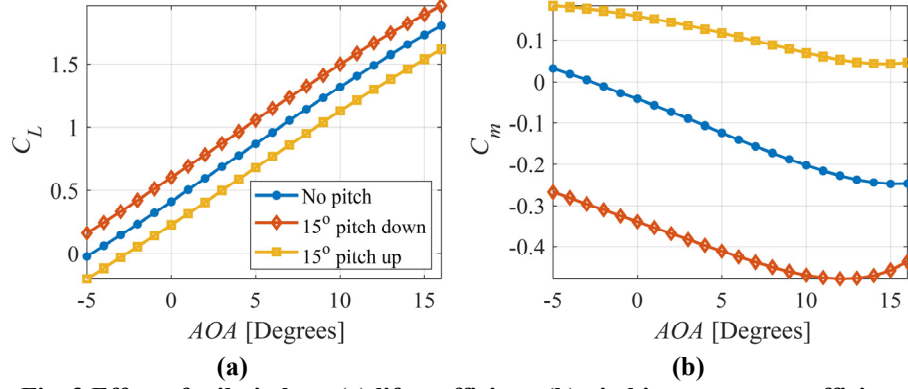 1.5
1
0.5
0
-5
0
5
10
15
C_L
AOA [Degrees]
No pitch
15° pitch down
15° pitch up
(a)
0.1
0
-0.1
-0.2
-0.3
-0.4
-5
0
5
10
15
C_m
AOA [Degrees]
(b)